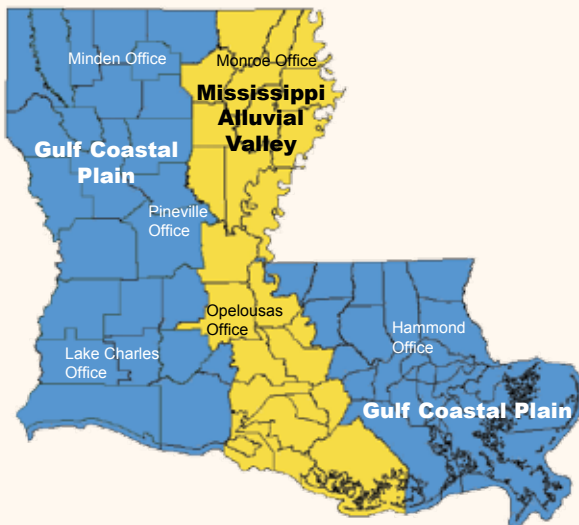 Minden Office
Monroe Office
Mississippi
Alluvial
Valley
Gulf Coastal
Plain
Pineville
Office
Opelousas
Office
Hammond
Office
Lake Charles
Office
Gulf Coastal Plain